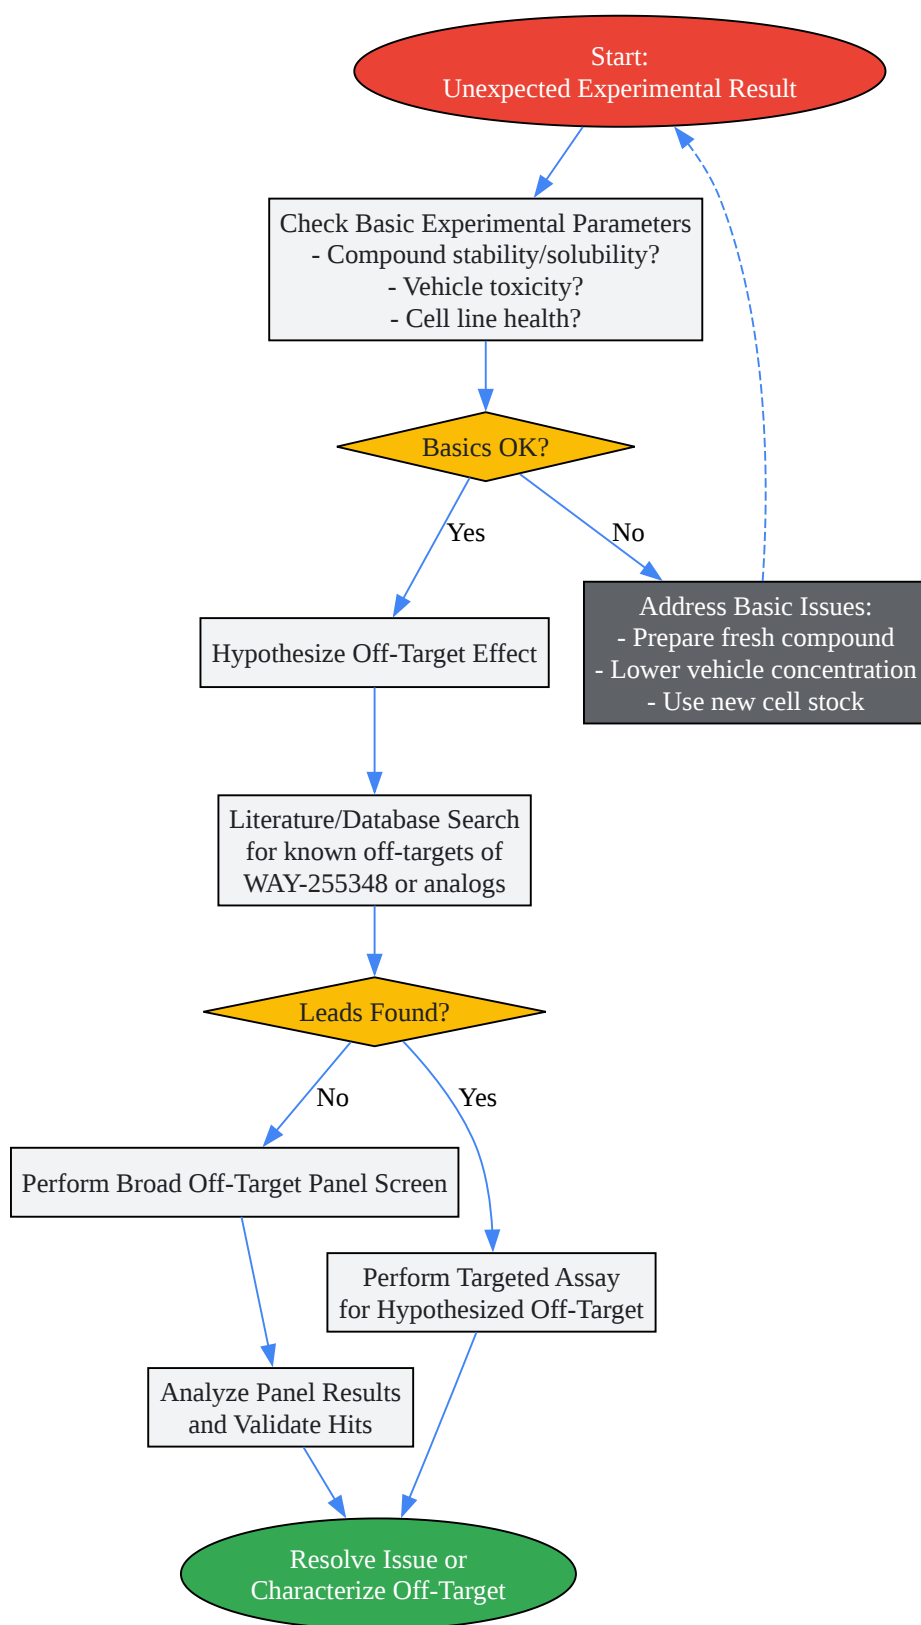 Start:
Unexpected Experimental Result
Check Basic Experimental Parameters
- Compound stability/solubility?
- Vehicle toxicity?
- Cell line health?
Basics OK?
Yes
No
Address Basic Issues:
- Prepare fresh compound
- Lower vehicle concentration
- Use new cell stock
Hypothesize Off-Target Effect
Literature/Database Search
for known off-targets of
WAY-255348 or analogs
Leads Found?
No
Yes
Perform Broad Off-Target Panel Screen
Perform Targeted Assay
for Hypothesized Off-Target
Analyze Panel Results
and Validate Hits
Resolve Issue or
Characterize Off-Target